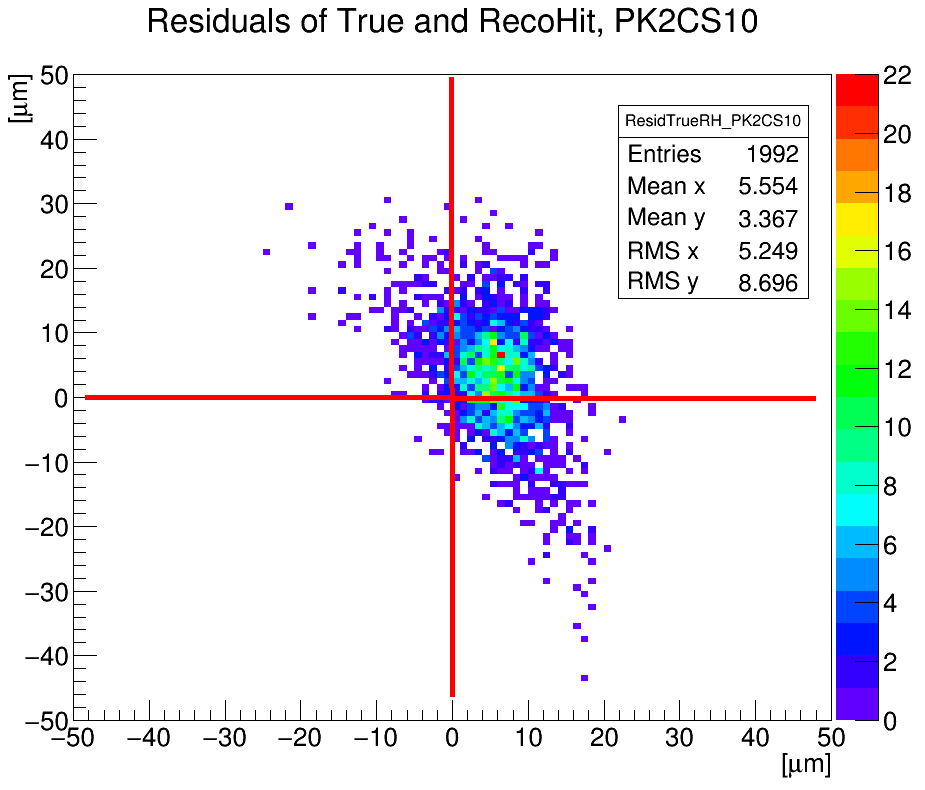 Residuals of True and RecoHit, PK2CS10
[μm]
50
40
30
20
10
0
−10
−20
−30
−40
−50
−50 −40 −30 −20 −10 0 10 20 30 40 50
[μm]
ResidTrueRH_PK2CS10
Entries 1992
Mean x 5.554
Mean y 3.367
RMS x 5.249
RMS y 8.696
22
20
18
16
14
12
10
8
6
4
2
0